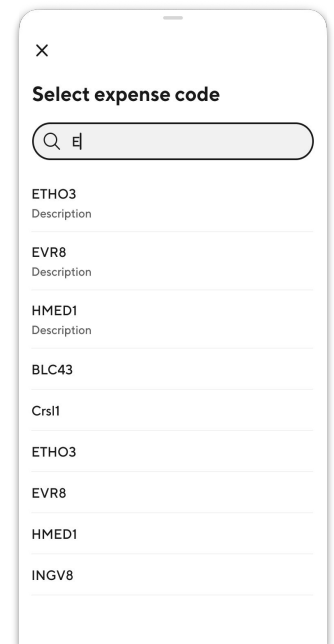 Select expense code
E
ETHO3
Description
EVR8
Description
HMED1
Description
BLC43
Crsl1
ETHO3
EVR8
HMED1
INGV8